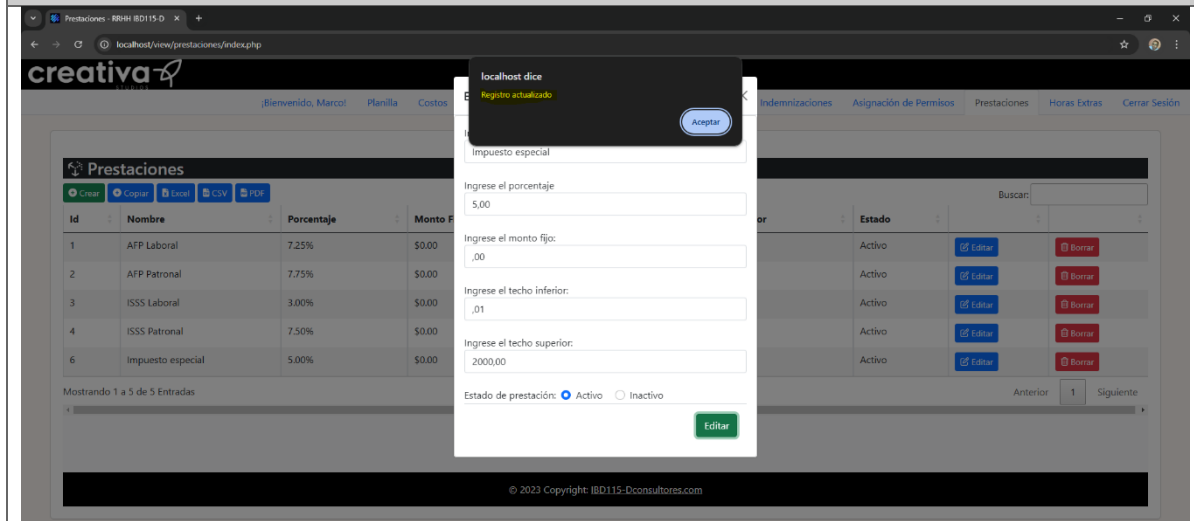 Prestaciones - RRHH IBD115-D
localhost/view/prestaciones/index.php
creativa
STUDIOS
¡Bienvenido, Marco! Planilla Costos Indemnizaciones Asignación de Permisos Prestaciones Horas Extras Cerrar Sesión
localhost dice
Registro actualizado
Aceptar
Impuesto especial
Ingrese el porcentaje
5,00
Ingrese el monto fijo:
,00
Ingrese el techo inferior:
,01
Ingrese el techo superior:
2000,00
Estado de prestación: Activo Inactivo
Editar
Prestaciones
Crear Copiar Excel CSV PDF Buscar:
Id Nombre Porcentaje Monto F or Estado
1 AFP Laboral 7.25% $0.00 Activo Editar Borrar
2 AFP Patronal 7.75% $0.00 Activo Editar Borrar
3 ISSS Laboral 3.00% $0.00 Activo Editar Borrar
4 ISSS Patronal 7.50% $0.00 Activo Editar Borrar
6 Impuesto especial 5.00% $0.00 Activo Editar Borrar
Mostrando 1 a 5 de 5 Entradas Anterior 1 Siguiente
© 2023 Copyright: IBD115-Dconsultores.com